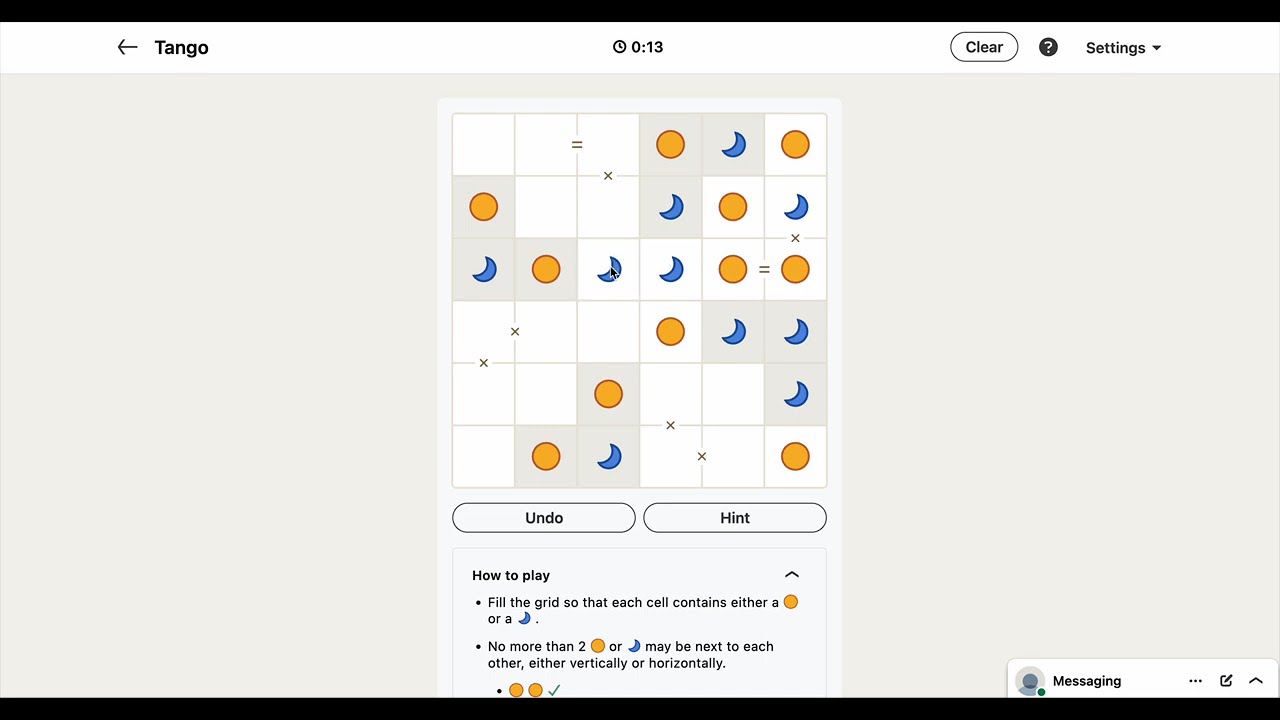 Tango
0:13
Clear
?
Settings
=
×
×
=
×
×
×
×
Undo
Hint
How to play
• Fill the grid so that each cell contains either a
or a .
• No more than 2 or may be next to each
other, either vertically or horizontally.
Messaging